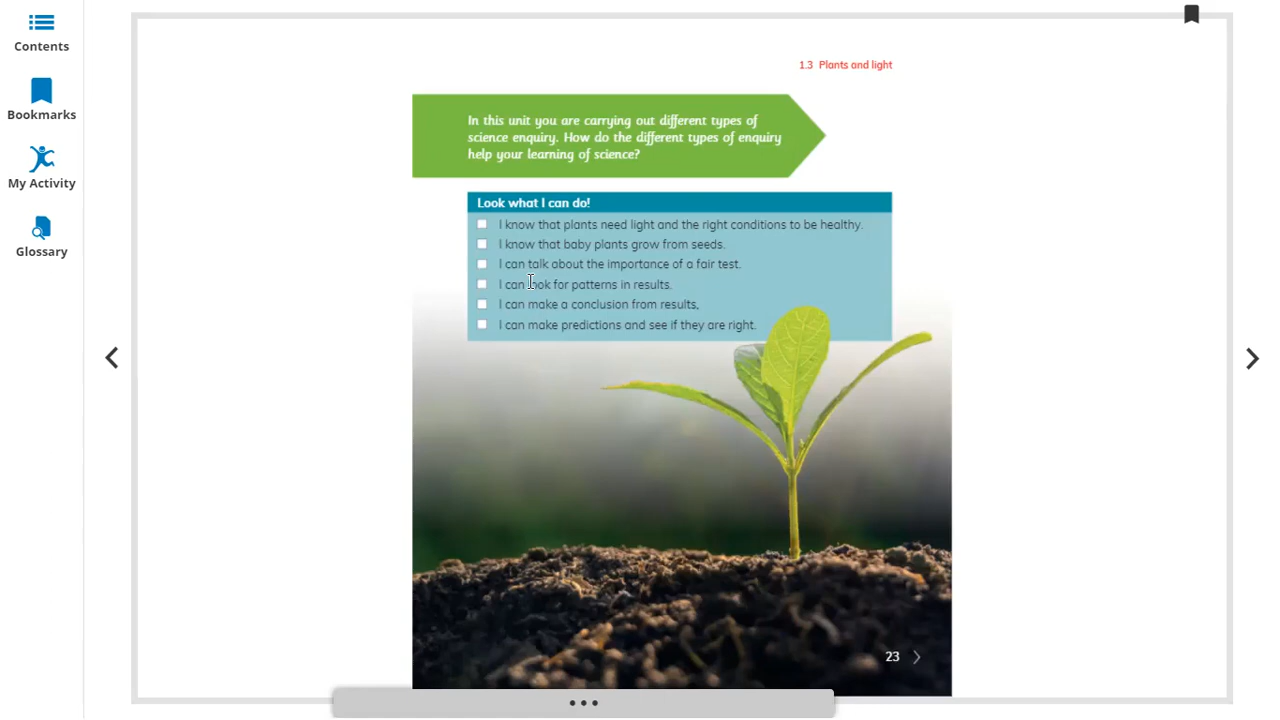 Contents
Bookmarks
My Activity
Glossary
1.3 Plants and light
In this unit you are carrying out different types of
science enquiry. How do the different types of enquiry
help your learning of science?
Look what I can do!
I know that plants need light and the right conditions to be healthy.
I know that baby plants grow from seeds.
I can talk about the importance of a fair test.
I can look for patterns in results.
I can make a conclusion from results.
I can make predictions and see if they are right.
23